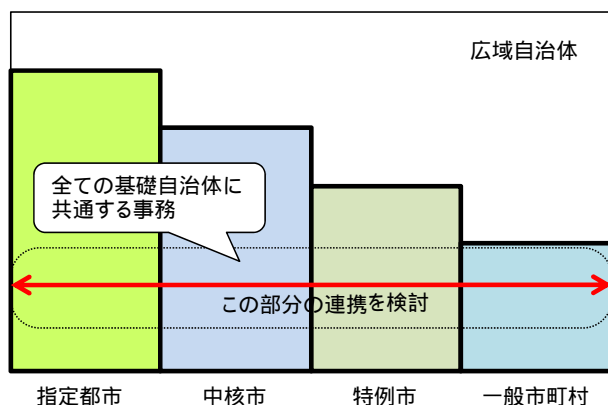 広域自治体
全ての基礎自治体に
共通する事務
この部分の連携を検討
指定都市
中核市
特例市
一般市町村